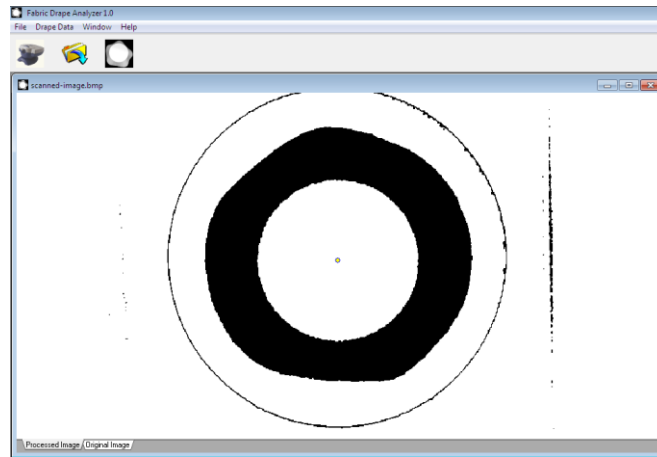 Fabric Drape Analyzer 1.0
File Drape Data Window Help
scanned-image.bmp
Processed Image Original Image